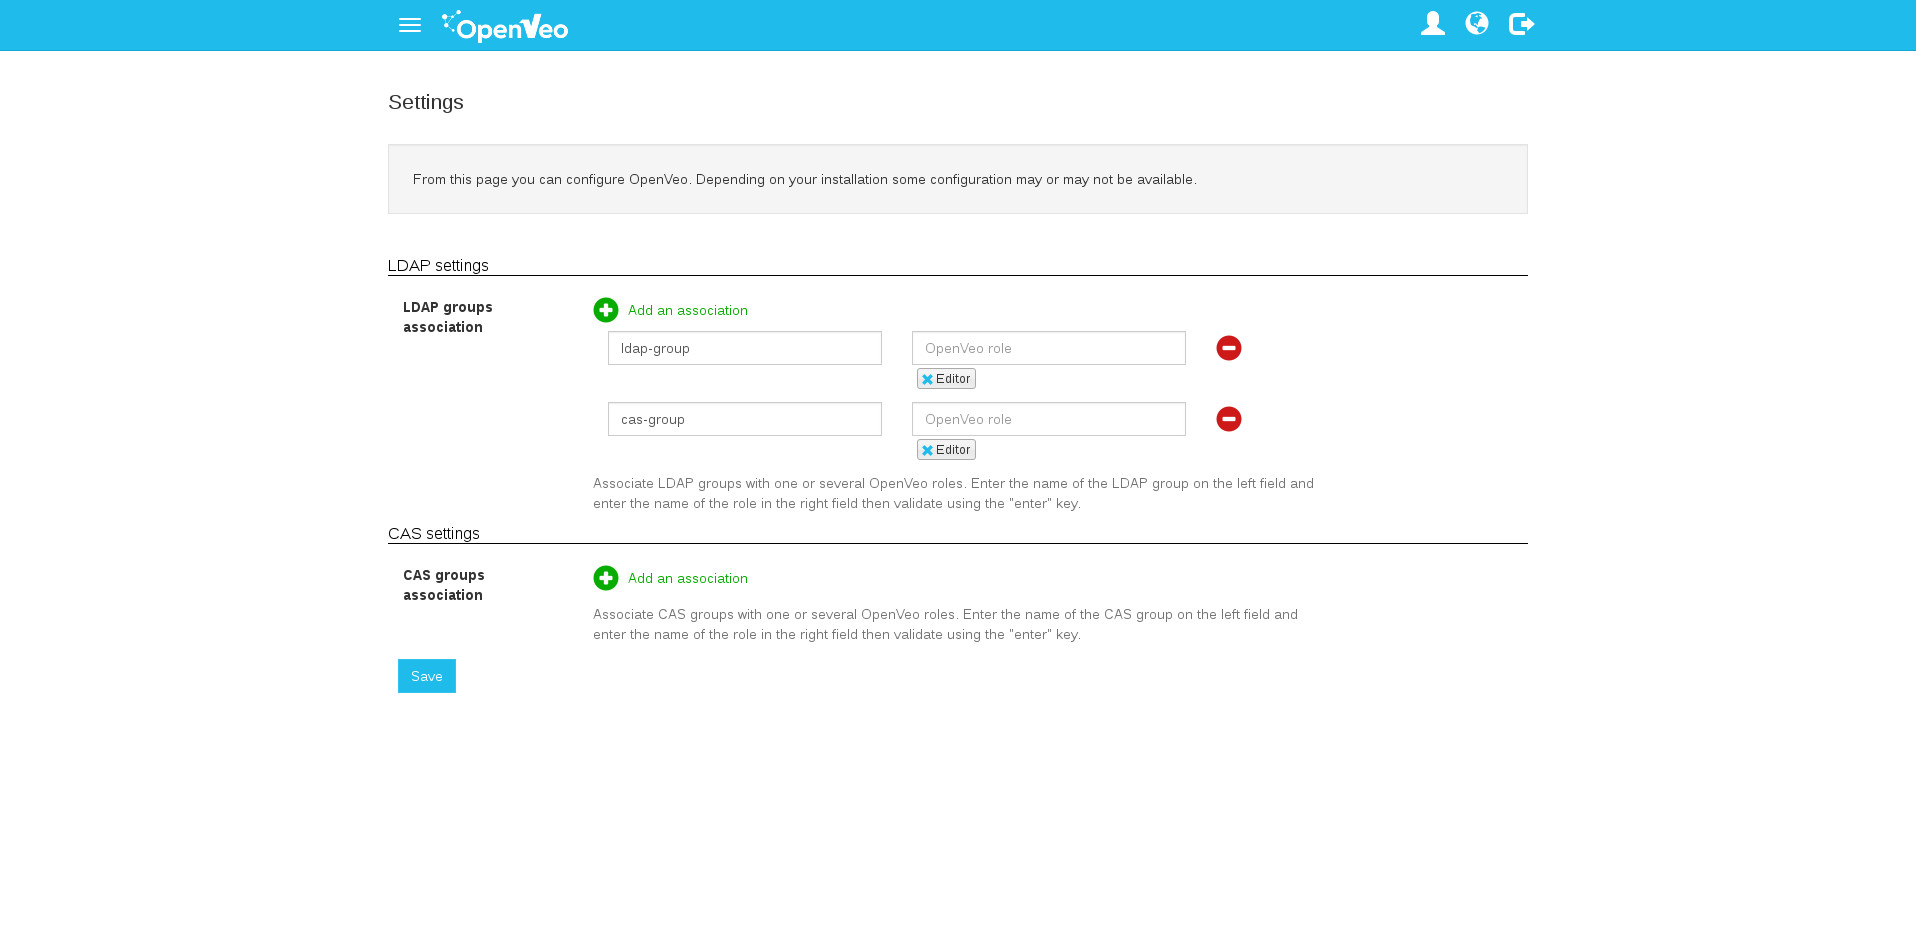 OpenVeo
Settings
From this page you can configure OpenVeo. Depending on your installation some configuration may or may not be available.
LDAP settings
LDAP groups
association
Add an association
ldap-group
OpenVeo role
Editor
cas-group
OpenVeo role
Editor
Associate LDAP groups with one or several OpenVeo roles. Enter the name of the LDAP group on the left field and
enter the name of the role in the right field then validate using the "enter" key.
CAS settings
CAS groups
association
Add an association
Associate CAS groups with one or several OpenVeo roles. Enter the name of the CAS group on the left field and
enter the name of the role in the right field then validate using the "enter" key.
Save